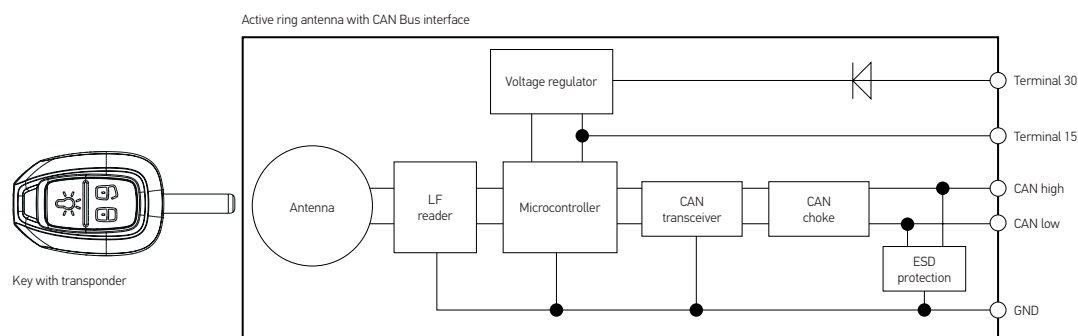 Active ring antenna with CAN Bus interface
Voltage regulator
Terminal 30
Terminal 15
Antenna
LF
reader
Microcontroller
CAN
transceiver
CAN
choke
CAN high
CAN low
ESD
protection
GND
Key with transponder